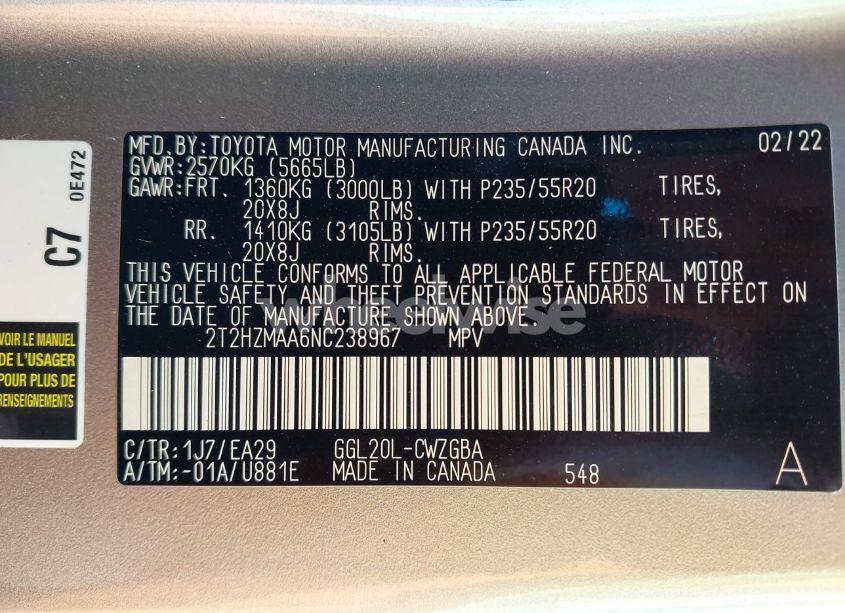 MFD.BY:TOYOTA MOTOR MANUFACTURING CANADA INC. 02/22
GVWR:2570KG (5665LB)
GAWR:FRT. 1360KG (3000LB) WITH P235/55R20 TIRES,
20X8J RIMS.
RR. 1410KG (3105LB) WITH P235/55R20 TIRES,
20X8J RIMS.
THIS VEHICLE CONFORMS TO ALL APPLICABLE FEDERAL MOTOR
VEHICLE SAFETY AND THEFT PREVENTION STANDARDS IN EFFECT ON
THE DATE OF MANUFACTURE SHOWN ABOVE.
2T2HZMAA6NC238967 MPV
C/TR:1J7/EA29 GGL20L-CWZGBA
A/TM:-01A/U881E MADE IN CANADA 548 A
C7 0E472
VOIR LE MANUEL
DE L'USAGER
POUR PLUS DE
RENSEIGNEMENTS
wheelwise